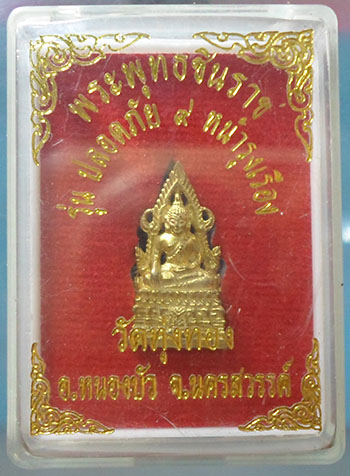 พระพุทธชินราช
รุ่น ปลอดภัย ๙ หน้ารุ่งเรือง
วัดทุ่งทอง
อ.หนองบัว จ.นครสวรรค์